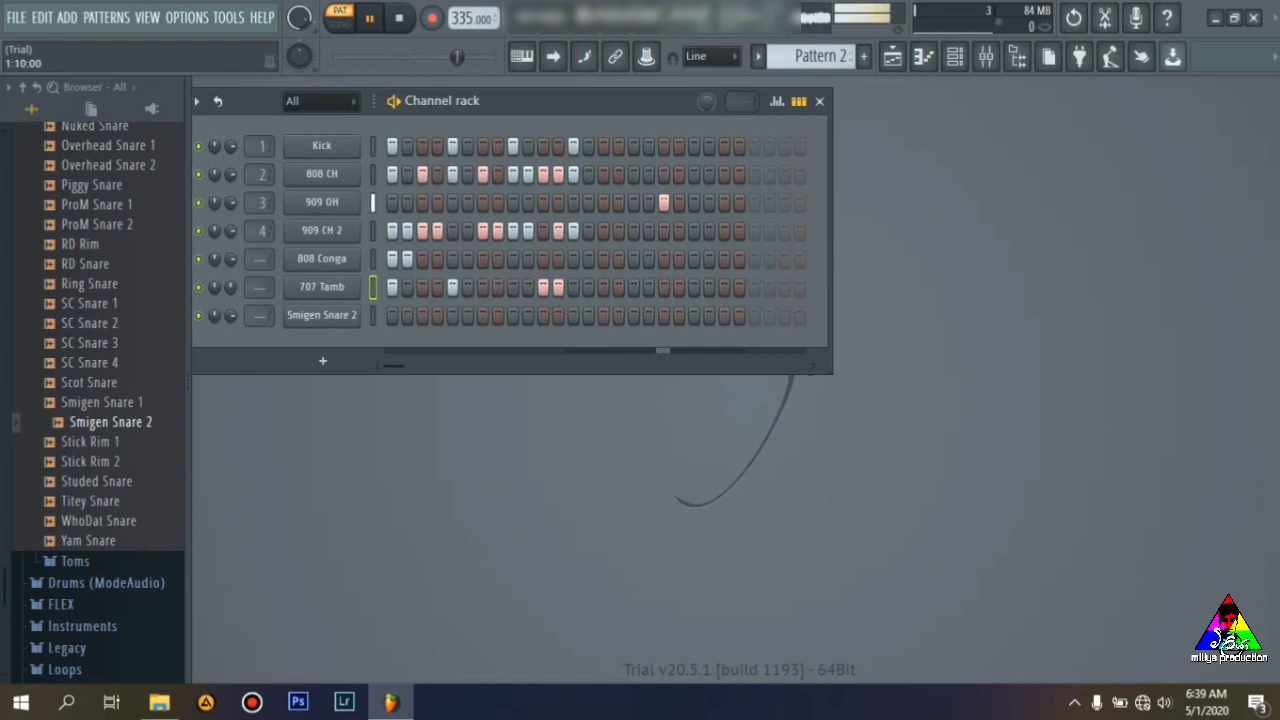 FILE EDIT ADD PATTERNS VIEW OPTIONS TOOLS HELP
PAT
SONG
335.000
3
84 MB
0
(Trial)
1:10:00
Line
Pattern 2
Browser - All
All
Channel rack
Nuked Snare
Overhead Snare 1
Overhead Snare 2
Piggy Snare
ProM Snare 1
ProM Snare 2
RD Rim
RD Snare
Ring Snare
SC Snare 1
SC Snare 2
SC Snare 3
SC Snare 4
Scot Snare
Smigen Snare 1
Smigen Snare 2
Stick Rim 1
Stick Rim 2
Studed Snare
Titey Snare
WhoDat Snare
Yam Snare
Toms
Drums (ModeAudio)
FLEX
Instruments
Legacy
Loops
1 Kick
2 808 CH
3 909 OH
4 909 CH 2
--- 808 Conga
--- 707 Tamb
--- Smigen Snare 2
+
Trial v20.5.1 [build 1193] - 64Bit
millya production
Ps
Lr
6:39 AM
5/1/2020
3